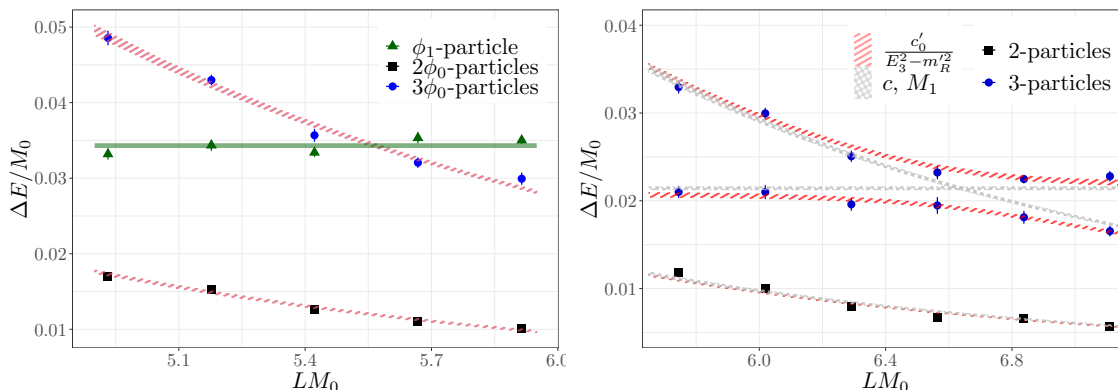 0.05
0.04
0.03
0.02
0.01
ΔE/M₀
ϕ₁-particle
2ϕ₀-particles
3ϕ₀-particles
5.1 5.4 5.7 6.0
LM₀
0.04
0.03
0.02
0.01
ΔE/M₀
c′₀ / E₃² − m′²_R
c, M₁
2-particles
3-particles
6.0 6.4 6.8
LM₀